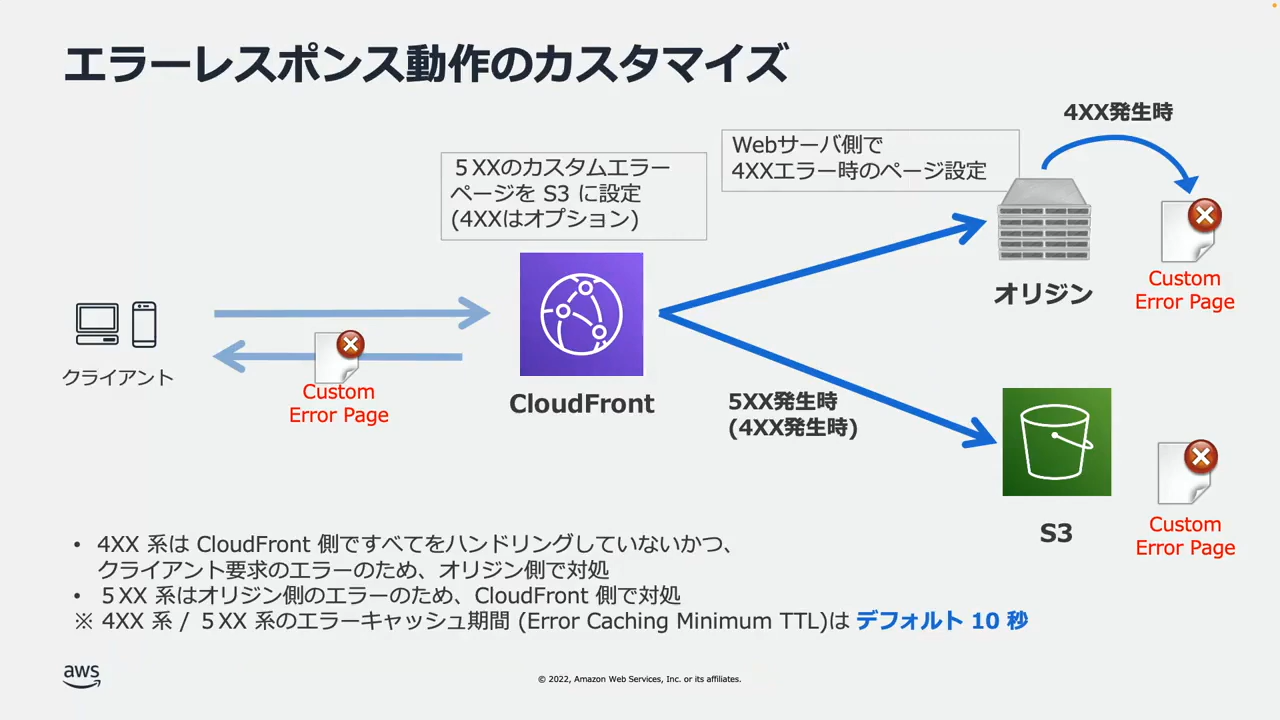 エラーレスポンス動作のカスタマイズ
4XX発生時
Webサーバ側で
4XXエラー時のページ設定
５XXのカスタムエラー
ページを S3 に設定
(4XXはオプション)
オリジン
Custom
Error Page
クライアント
Custom
Error Page
CloudFront
5XX発生時
(4XX発生時)
S3
Custom
Error Page
• 4XX 系は CloudFront 側ですべてをハンドリングしていないかつ、
クライアント要求のエラーのため、オリジン側で対処
• ５XX 系はオリジン側のエラーのため、CloudFront 側で対処
※ 4XX 系 / ５XX 系のエラーキャッシュ期間 (Error Caching Minimum TTL)は デフォルト 10 秒
aws
© 2022, Amazon Web Services, Inc. or its affiliates.